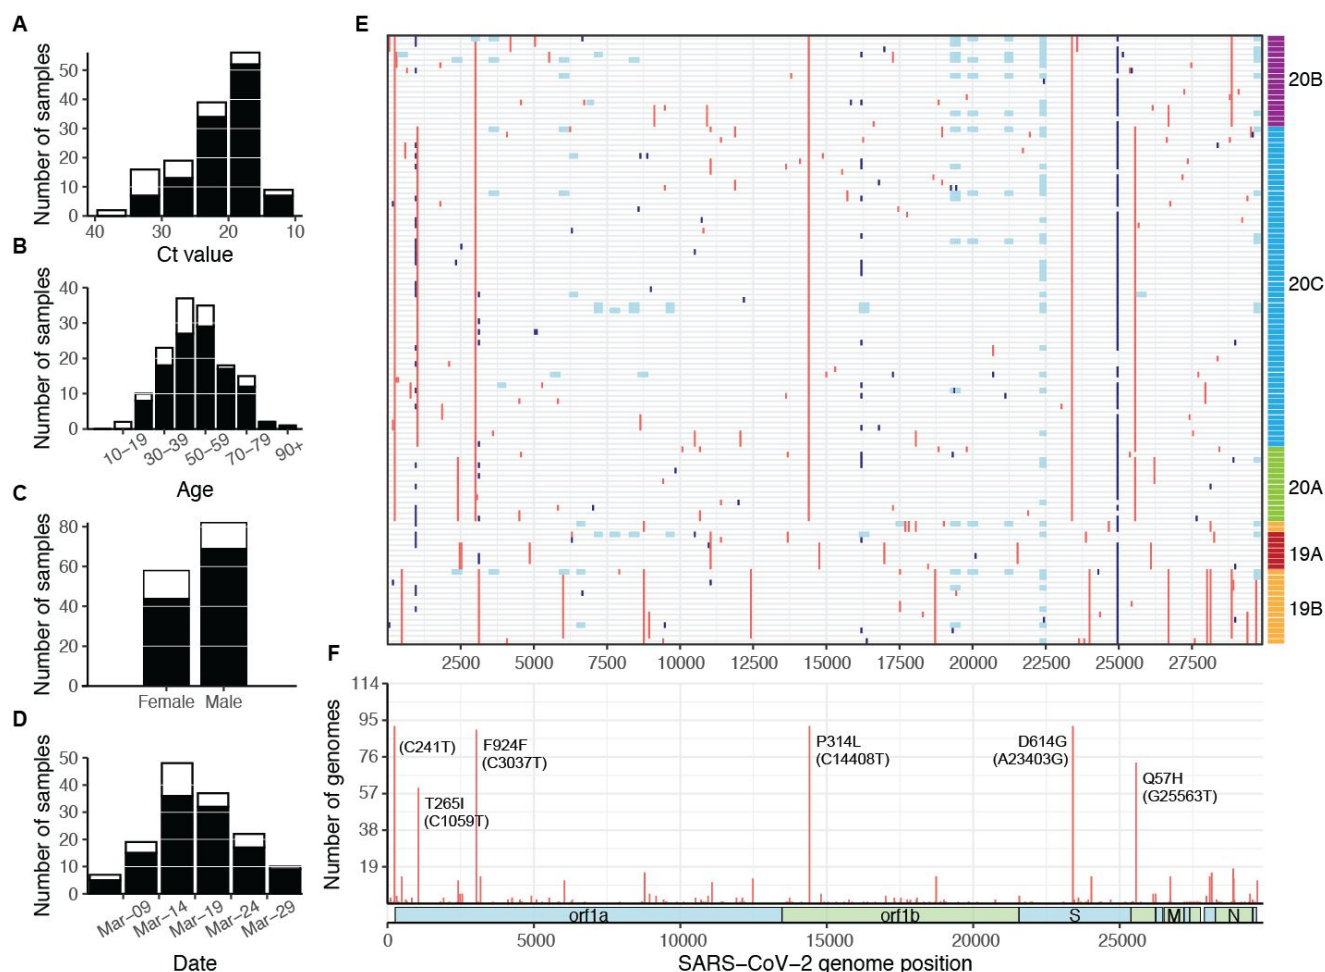 A
Number of samples
50
40
30
20
10
0
40 30 20 10
Ct value
B
Number of samples
40
30
20
10
0
10–19 30–39 50–59 70–79 90+
Age
C
Number of samples
80
60
40
20
0
Female Male
D
Number of samples
50
40
30
20
10
0
Mar–09 Mar–14 Mar–19 Mar–24 Mar–29
Date
E
20B
20C
20A
19A
19B
2500 5000 7500 10000 12500 15000 17500 20000 22500 25000 27500
F
Number of genomes
114
95
76
57
38
19
(C241T)
T265I
(C1059T)
F924F
(C3037T)
P314L
(C14408T)
D614G
(A23403G)
Q57H
(G25563T)
orf1a orf1b S M N
0 5000 10000 15000 20000 25000
SARS–CoV–2 genome position